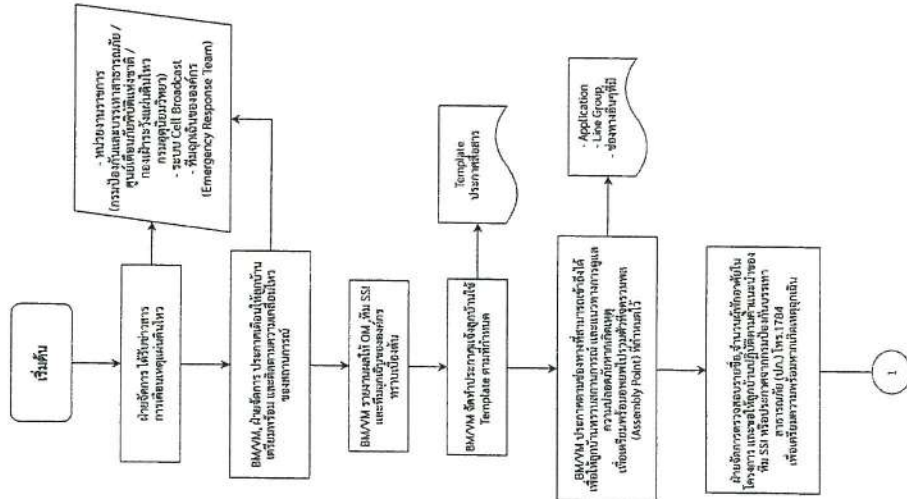 เริ่มต้น
ฝ่ายจัดการ ได้รับข่าวสาร
การเตือนเหตุแผ่นดินไหว
- หน่วยงานราชการ
(กรมป้องกันและบรรเทาสาธารณภัย /
ศูนย์เตือนภัยพิบัติแห่งชาติ /
กองเฝ้าระวังแผ่นดินไหว
กรมอุตุนิยมวิทยา)
- ระบบ Cell Broadcast
- ทีมฉุกเฉินขององค์กร
(Emergency Response Team)
BM/VM, ฝ่ายจัดการ ประกาศเตือนให้ลูกบ้าน
เตรียมพร้อม และติดตามความเคลื่อนไหว
ของสถานการณ์
BM/VM รายงานผลให้ OM, ทีม SSI
และทีมฉุกเฉินขององค์กร
ทราบเบื้องต้น
BM/VM จัดทำประกาศแจ้งลูกบ้านใช้
Template ตามที่กำหนด
Template
ประกาศสื่อสาร
BM/VM ประกาศตามช่องทางที่สามารถเข้าถึงได้
เพื่อให้ลูกบ้านทราบสถานการณ์ และแนวทางการดูแล
ความปลอดภัยหากเกิดเหตุ
เพื่อเตรียมพร้อมอพยพไปรวมตัวที่จุดรวมพล
(Assembly Point) ที่กำหนดไว้
- Application
- Line Group
- ช่องทางอื่นๆที่มี
ฝ่ายจัดการตรวจสอบรายชื่อ,จำนวนผู้พักอาศัยใน
โครงการ และขอให้ลูกบ้านปฏิบัติตามคำแนะนำของ
ทีม SSI หรือประกาศจากกรมป้องกันบรรเทา
สาธารณภัย (ปภ.) โทร.1784
เพื่อเตรียมความพร้อมหากเกิดเหตุฉุกเฉิน
1